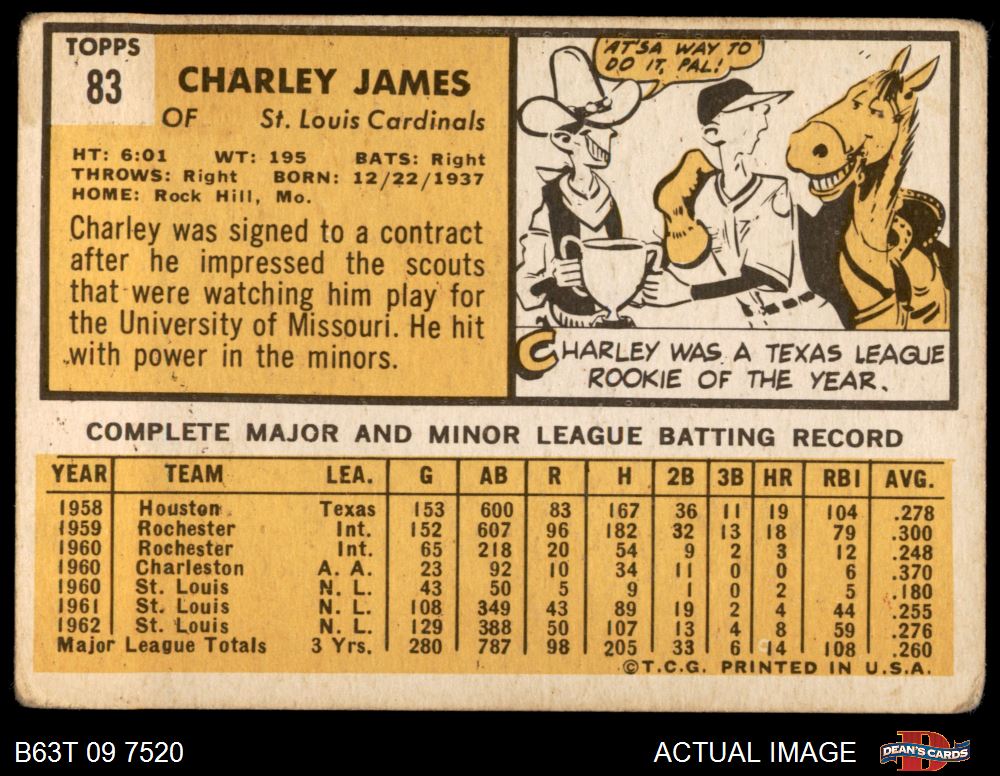 TOPPS
83
CHARLEY JAMES
OF St. Louis Cardinals
HT: 6:01 WT: 195 BATS: Right
THROWS: Right BORN: 12/22/1937
HOME: Rock Hill, Mo.
Charley was signed to a contract
after he impressed the scouts
that were watching him play for
the University of Missouri. He hit
with power in the minors.
'AT'SA WAY TO
DO IT, PAL!
CHARLEY WAS A TEXAS LEAGUE
ROOKIE OF THE YEAR.
COMPLETE MAJOR AND MINOR LEAGUE BATTING RECORD
YEAR TEAM LEA. G AB R H 2B 3B HR RBI AVG.
1958 Houston Texas 153 600 83 167 36 11 19 104 .278
1959 Rochester Int. 152 607 96 182 32 13 18 79 .300
1960 Rochester Int. 65 218 20 54 9 2 3 12 .248
1960 Charleston A. A. 23 92 10 34 11 0 0 6 .370
1960 St. Louis N. L. 43 50 5 9 1 0 2 5 .180
1961 St. Louis N. L. 108 349 43 89 19 2 4 44 .255
1962 St. Louis N. L. 129 388 50 107 13 4 8 59 .276
Major League Totals 3 Yrs. 280 787 98 205 33 6 14 108 .260
©T.C.G. PRINTED IN U.S.A.
B63T 09 7520
ACTUAL IMAGE
DEAN'S CARDS